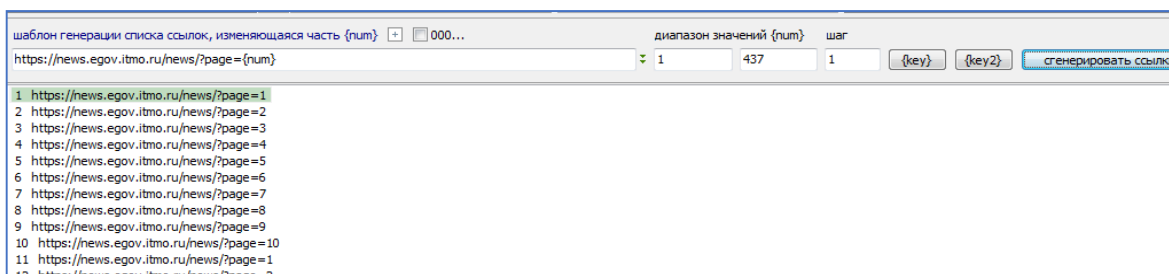 шаблон генерации списка ссылок, изменяющаяся часть {num} + 000... диапазон значений {num} шаг
https://news.egov.itmo.ru/news/?page={num} 1 437 1 {key} {key2} сгенерировать ссылк
1 https://news.egov.itmo.ru/news/?page=1
2 https://news.egov.itmo.ru/news/?page=2
3 https://news.egov.itmo.ru/news/?page=3
4 https://news.egov.itmo.ru/news/?page=4
5 https://news.egov.itmo.ru/news/?page=5
6 https://news.egov.itmo.ru/news/?page=6
7 https://news.egov.itmo.ru/news/?page=7
8 https://news.egov.itmo.ru/news/?page=8
9 https://news.egov.itmo.ru/news/?page=9
10 https://news.egov.itmo.ru/news/?page=10
11 https://news.egov.itmo.ru/news/?page=1